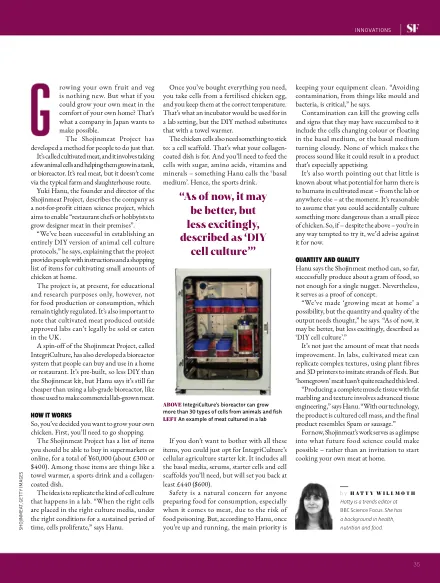 INNOVATIONS
SF
Growing your own fruit and veg
is nothing new. But what if you
could grow your own meat in the
comfort of your own home? That's
what a company in Japan wants to
make possible.
The Shojinmeat Project has
developed a method for people to do just that.
It's called cultivated meat, and it involves taking
a few animal cells and helping them grow in a tank,
or bioreactor. It's real meat, but it doesn't come
via the typical farm and slaughterhouse route.
Yuki Hanu, the founder and director of the
Shojinmeat Project, describes the company as
a not-for-profit citizen science project, which
aims to enable "restaurant chefs or hobbyists to
grow designer meat in their premises".
"We've been successful in establishing an
entirely DIY version of animal cell culture
protocols," he says, explaining that the project
provides people with instructions and a shopping
list of items for cultivating small amounts of
chicken at home.
The project is, at present, for educational
and research purposes only, however, not
for food production or consumption, which
remain tightly regulated. It's also important to
note that cultivated meat produced outside
approved labs can't legally be sold or eaten
in the UK.
A spin-off of the Shojinmeat Project, called
IntegriCulture, has also developed a bioreactor
system that people can buy and use in a home
or restaurant. It's pre-built, so less DIY than
the Shojinmeat kit, but Hanu says it's still far
cheaper than using a lab-grade bioreactor, like
those used to make commercial lab-grown meat.
HOW IT WORKS
So, you've decided you want to grow your own
chicken. First, you'll need to go shopping.
The Shojinmeat Project has a list of items
you should be able to buy in supermarkets or
online, for a total of ¥60,000 (about £300 or
$400). Among those items are things like a
towel warmer, a sports drink and a collagen-
coated dish.
The idea is to replicate the kind of cell culture
that happens in a lab. "When the right cells
are placed in the right culture media, under
the right conditions for a sustained period of
time, cells proliferate," says Hanu.
Once you've bought everything you need,
you take cells from a fertilised chicken egg,
and you keep them at the correct temperature.
That's what an incubator would be used for in
a lab setting, but the DIY method substitutes
that with a towel warmer.
The chicken cells also need something to stick
to: a cell scaffold. That's what your collagen-
coated dish is for. And you'll need to feed the
cells with sugar, amino acids, vitamins and
minerals – something Hanu calls the 'basal
medium'. Hence, the sports drink.
"As of now, it may
be better, but
less excitingly,
described as 'DIY
cell culture'"
ABOVE IntegriCulture's bioreactor can grow
more than 30 types of cells from animals and fish
LEFT An example of meat cultured in a lab
If you don't want to bother with all these
items, you could just opt for IntegriCulture's
cellular agriculture starter kit. It includes all
the basal media, serums, starter cells and cell
scaffolds you'll need, but will set you back at
least £440 ($600).
Safety is a natural concern for anyone
preparing food for consumption, especially
when it comes to meat, due to the risk of
food poisoning. But, according to Hanu, once
you're up and running, the main priority is
keeping your equipment clean. "Avoiding
contamination, from things like mould and
bacteria, is critical," he says.
Contamination can kill the growing cells
and signs that they may have succumbed to it
include the cells changing colour or floating
in the basal medium, or the basal medium
turning cloudy. None of which makes the
process sound like it could result in a product
that's especially appetising.
It's also worth pointing out that little is
known about what potential for harm there is
to humans in cultivated meat – from the lab or
anywhere else – at the moment. It's reasonable
to assume that you could accidentally culture
something more dangerous than a small piece
of chicken. So, if – despite the above – you're in
any way tempted to try it, we'd advise against
it for now.
QUANTITY AND QUALITY
Hanu says the Shojinmeat method can, so far,
successfully produce about a gram of food, so
not enough for a single nugget. Nevertheless,
it serves as a proof of concept.
"We've made 'growing meat at home' a
possibility, but the quantity and quality of the
output needs thought," he says. "As of now, it
may be better, but less excitingly, described as
'DIY cell culture'."
It's not just the amount of meat that needs
improvement. In labs, cultivated meat can
replicate complex textures, using plant fibres
and 3D printers to imitate strands of flesh. But
'homegrown' meat hasn't quite reached this level.
"Producing a complete muscle tissue with fat
marbling and texture involves advanced tissue
engineering," says Hanu. "With our technology,
the product is cultured cell mass, and the final
product resembles Spam or sausage."
For now, Shojinmeat's work serves as a glimpse
into what future food science could make
possible – rather than an invitation to start
cooking your own meat at home.
by HATTY WILLMOTH
Hatty is a trends editor at
BBC Science Focus. She has
a background in health,
nutrition and food.
SHOJINMEAT, GETTY IMAGES
35